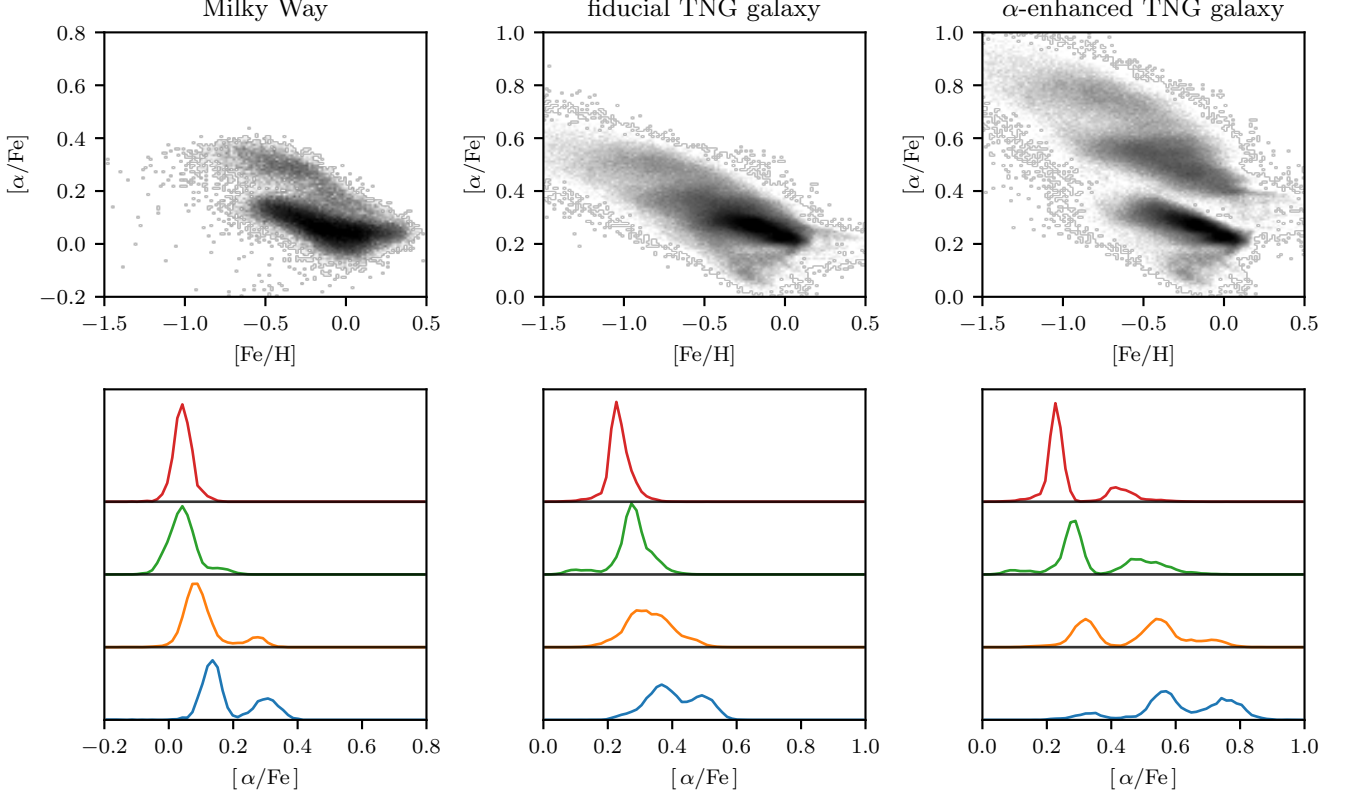 Milky Way
fiducial TNG galaxy
α-enhanced TNG galaxy
0.8
0.6
0.4
0.2
0.0
−0.2
[α/Fe]
−1.5 −1.0 −0.5 0.0 0.5
[Fe/H]
1.0
0.8
0.6
0.4
0.2
0.0
[α/Fe]
−1.5 −1.0 −0.5 0.0 0.5
[Fe/H]
1.0
0.8
0.6
0.4
0.2
0.0
[α/Fe]
−1.5 −1.0 −0.5 0.0 0.5
[Fe/H]
−0.2 0.0 0.2 0.4 0.6 0.8
[α/Fe]
0.0 0.2 0.4 0.6 0.8 1.0
[α/Fe]
0.0 0.2 0.4 0.6 0.8 1.0
[α/Fe]